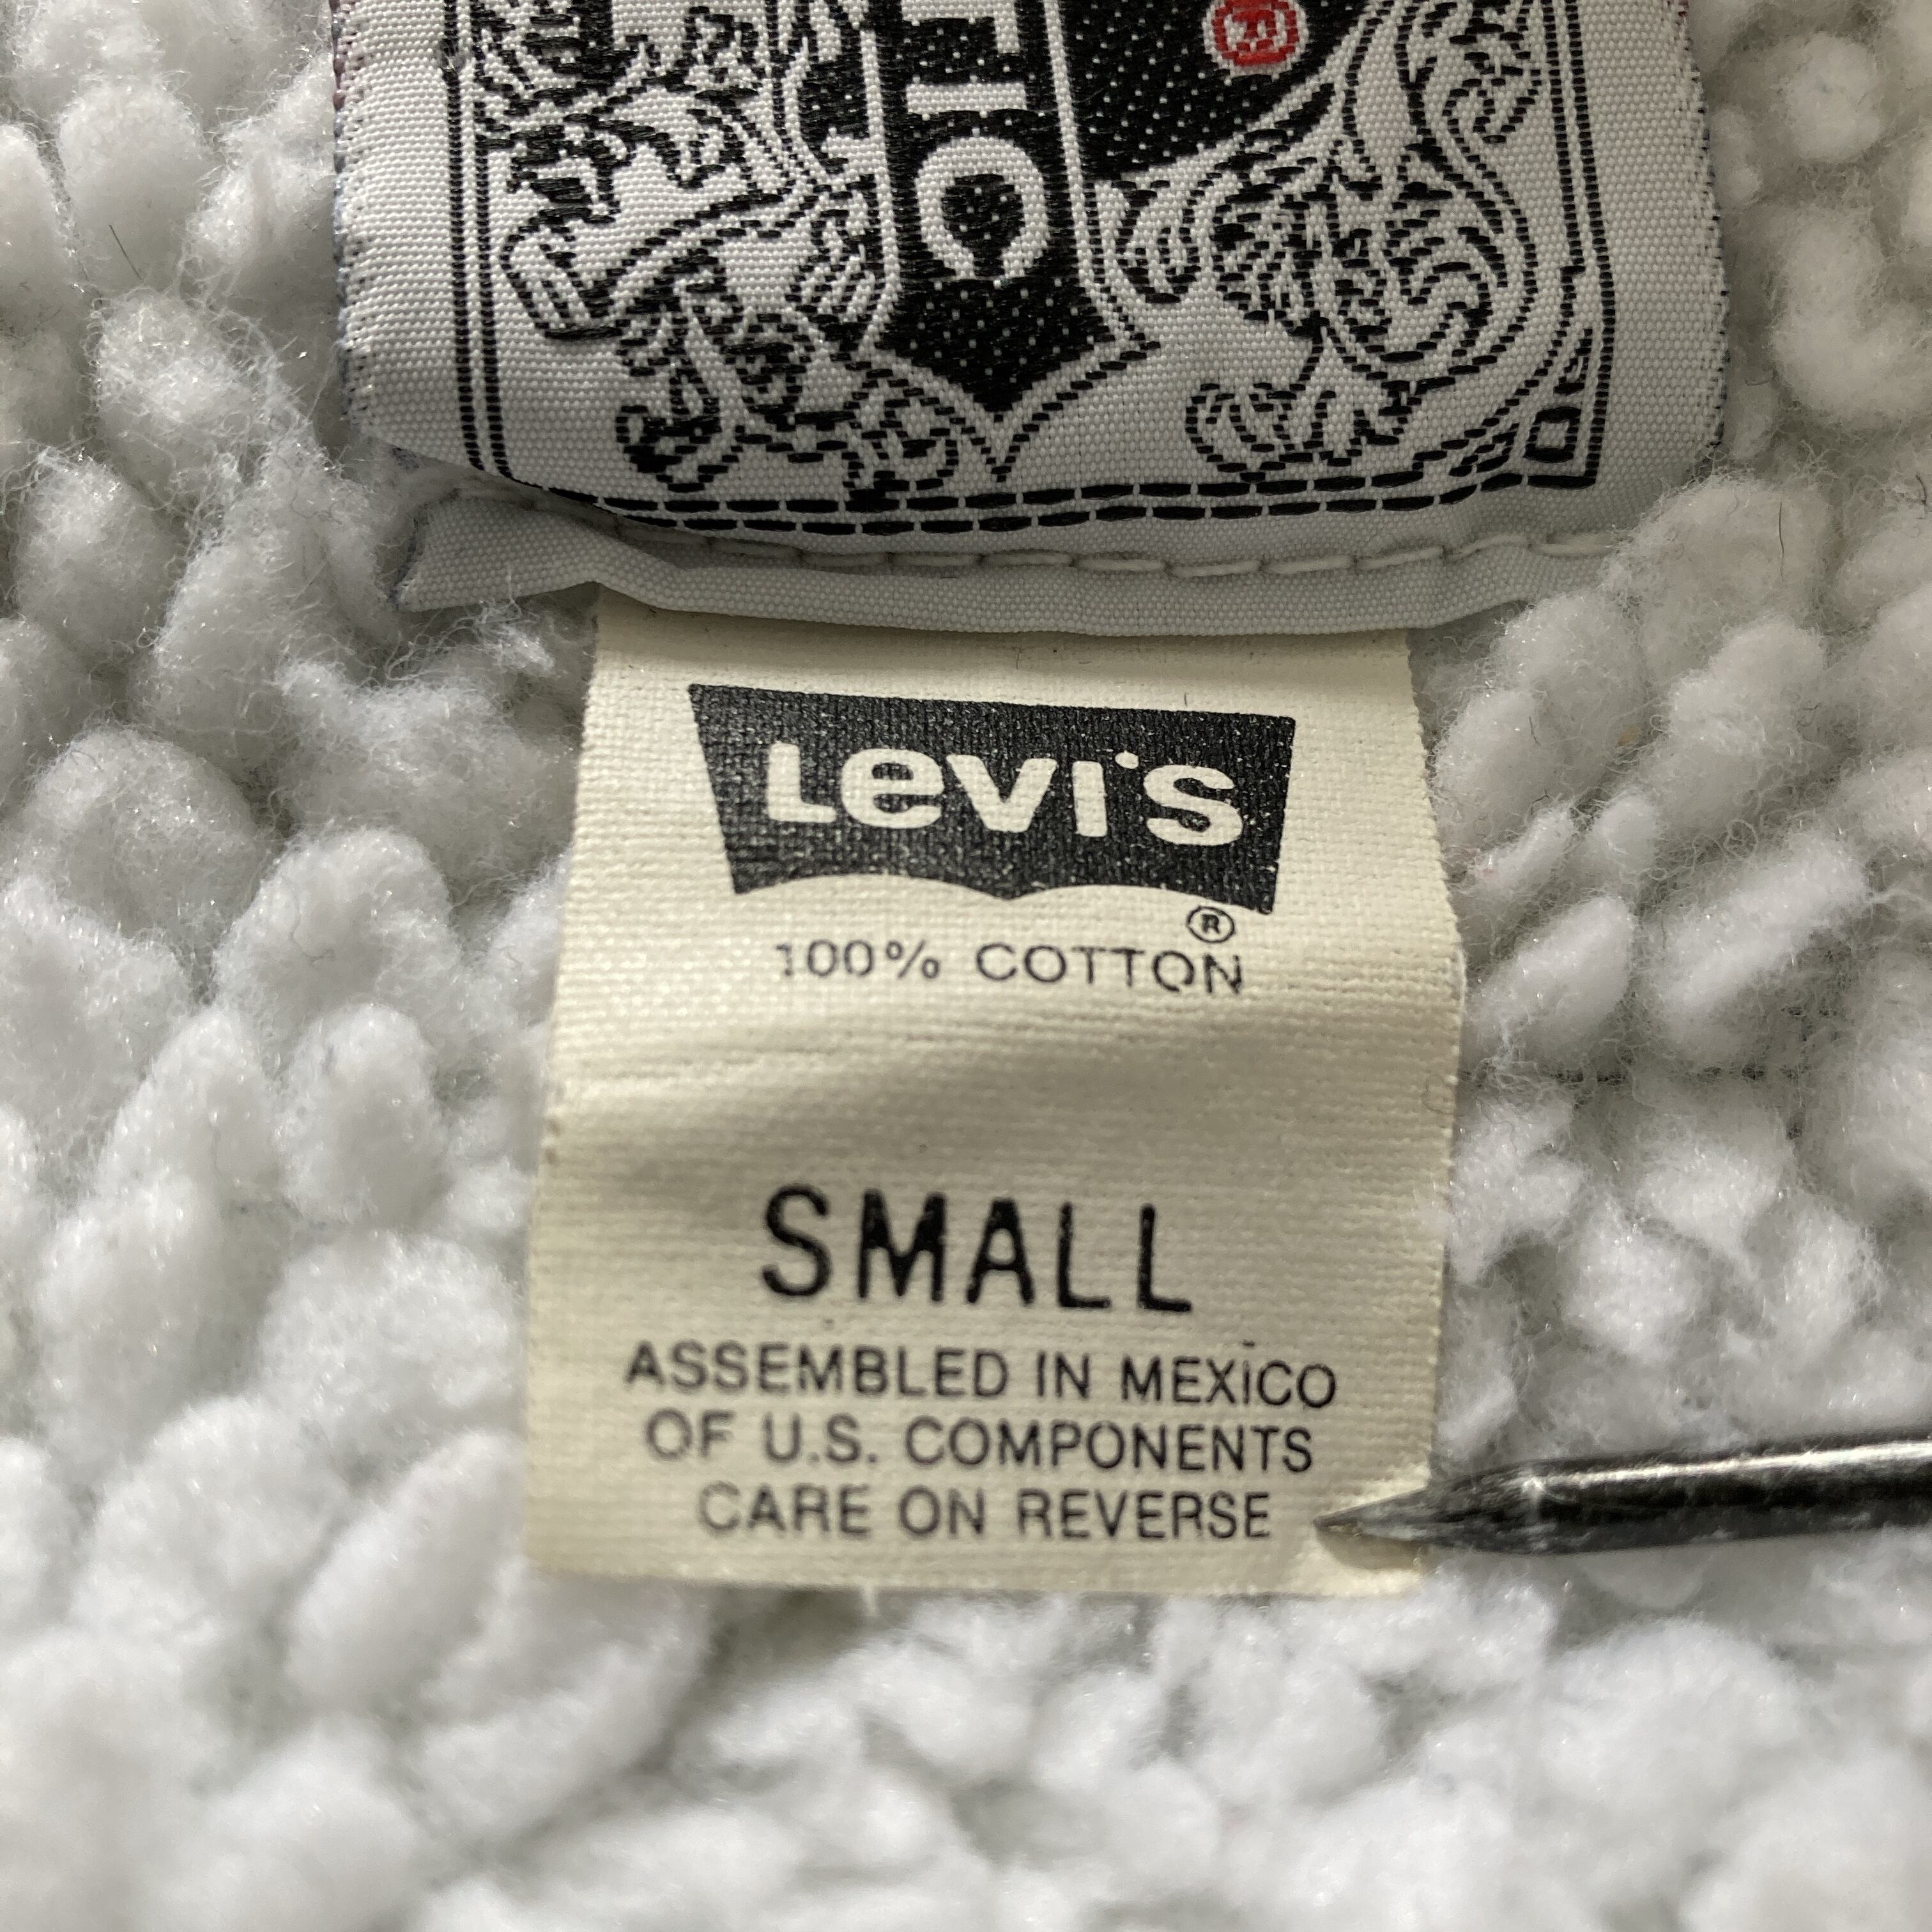 LEVI'S
®
100% COTTON
SMALL
ASSEMBLED IN MEXICO
OF U.S. COMPONENTS
CARE ON REVERSE